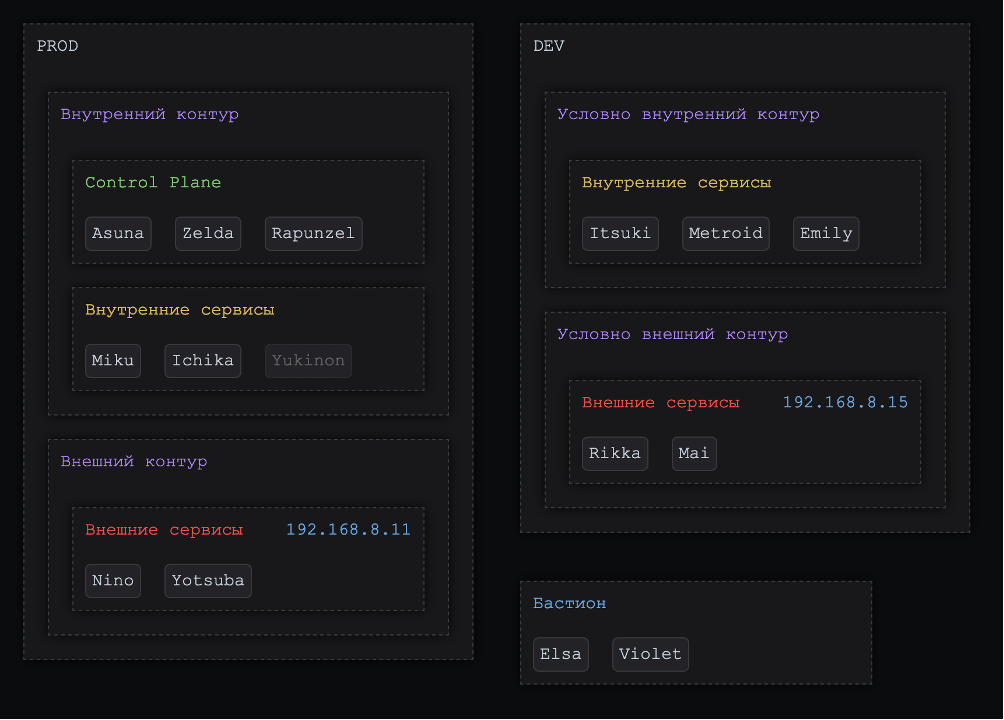 PROD
Внутренний контур
Control Plane
Asuna Zelda Rapunzel
Внутренние сервисы
Miku Ichika Yukinon
Внешний контур
Внешние сервисы 192.168.8.11
Nino Yotsuba
DEV
Условно внутренний контур
Внутренние сервисы
Itsuki Metroid Emily
Условно внешний контур
Внешние сервисы 192.168.8.15
Rikka Mai
Бастион
Elsa Violet